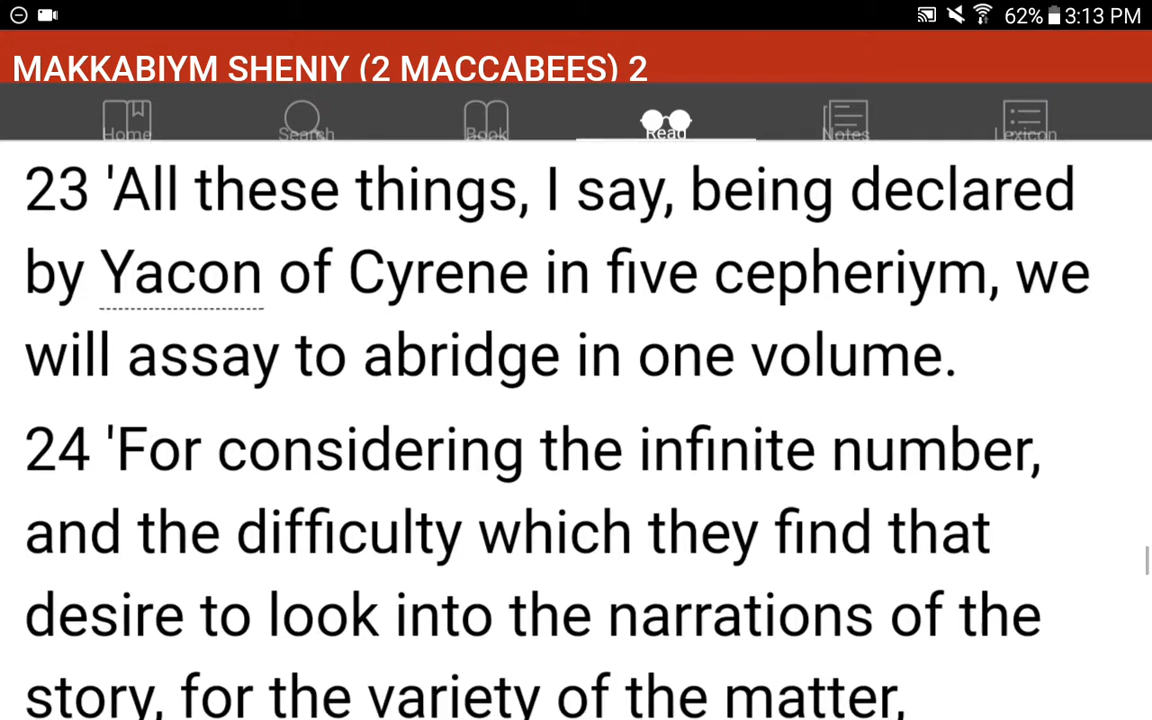 62% 3:13 PM
MAKKABIYM SHENIY (2 MACCABEES) 2
Home Search Book Read Notes Lexicon
23 'All these things, I say, being declared
by Yacon of Cyrene in five cepheriym, we
will assay to abridge in one volume.
24 'For considering the infinite number,
and the difficulty which they find that
desire to look into the narrations of the
story, for the variety of the matter,